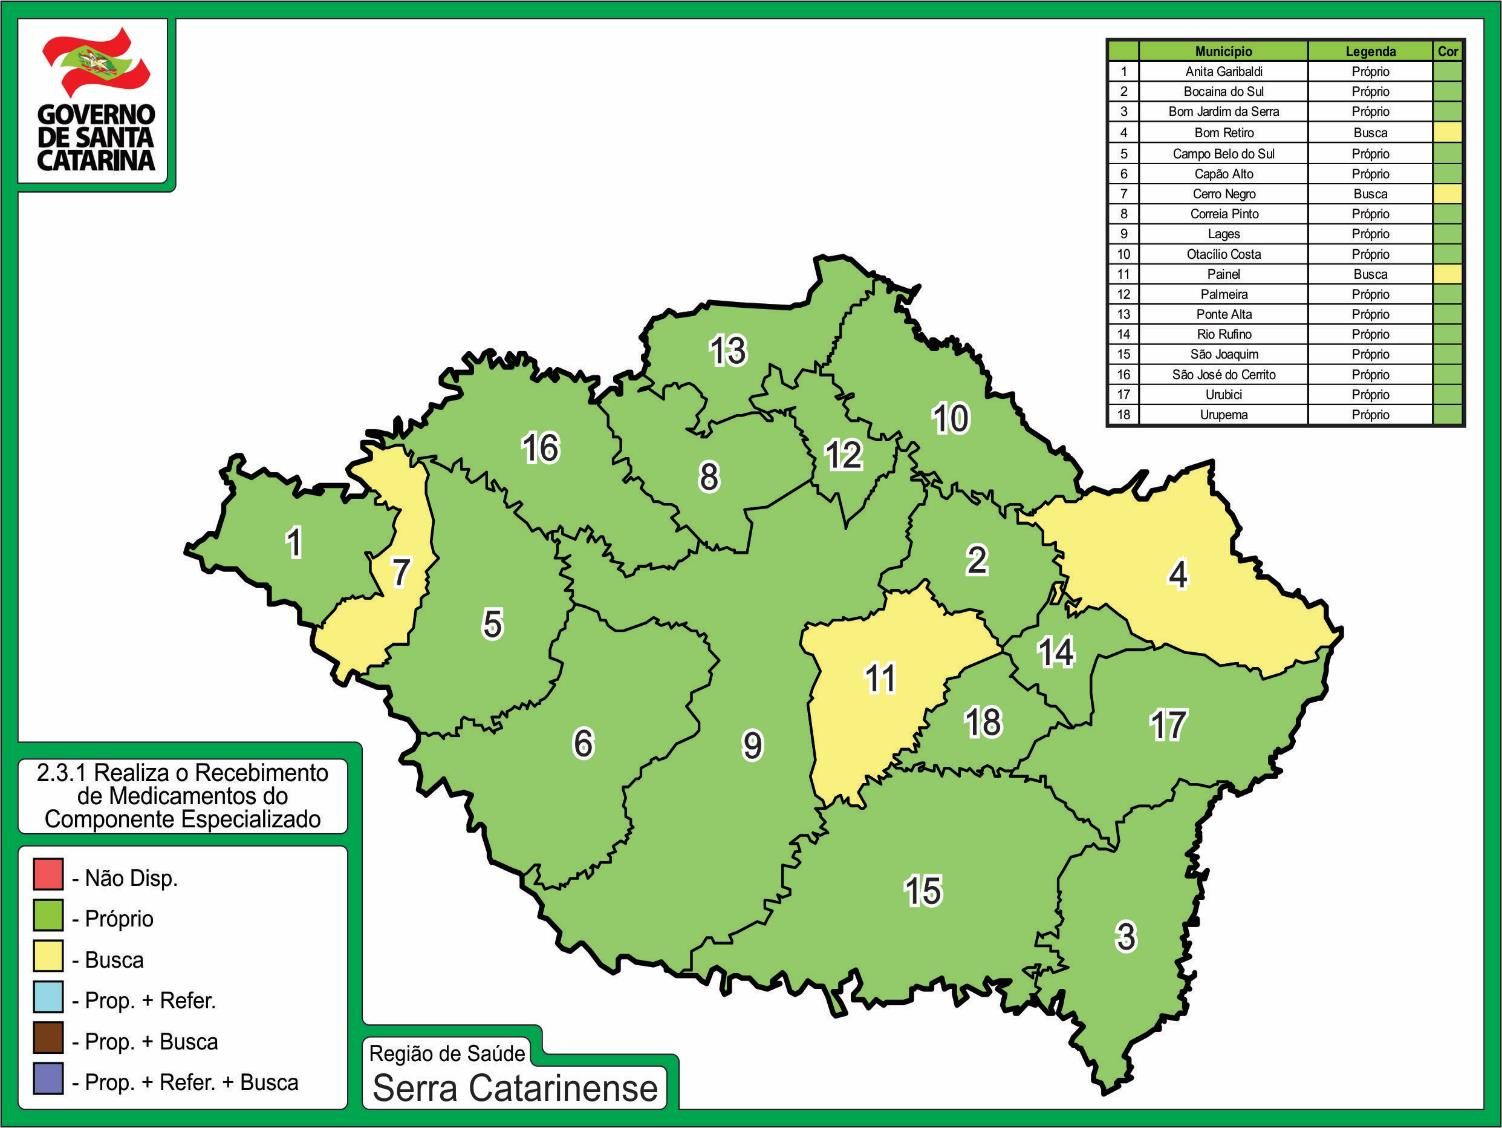 GOVERNO
DE SANTA
CATARINA
Município Legenda Cor
1 Anita Garibaldi Próprio
2 Bocaina do Sul Próprio
3 Bom Jardim da Serra Próprio
4 Bom Retiro Busca
5 Campo Belo do Sul Próprio
6 Capão Alto Próprio
7 Cerro Negro Busca
8 Correia Pinto Próprio
9 Lages Próprio
10 Otacílio Costa Próprio
11 Painel Busca
12 Palmeira Próprio
13 Ponte Alta Próprio
14 Rio Rufino Próprio
15 São Joaquim Próprio
16 São José do Cerrito Próprio
17 Urubici Próprio
18 Urupema Próprio
13
10
16
12
8
1
2
7
4
5
14
11
18
17
6
9
15
3
2.3.1 Realiza o Recebimento
de Medicamentos do
Componente Especializado
- Não Disp.
- Próprio
- Busca
- Prop. + Refer.
- Prop. + Busca
- Prop. + Refer. + Busca
Região de Saúde
Serra Catarinense